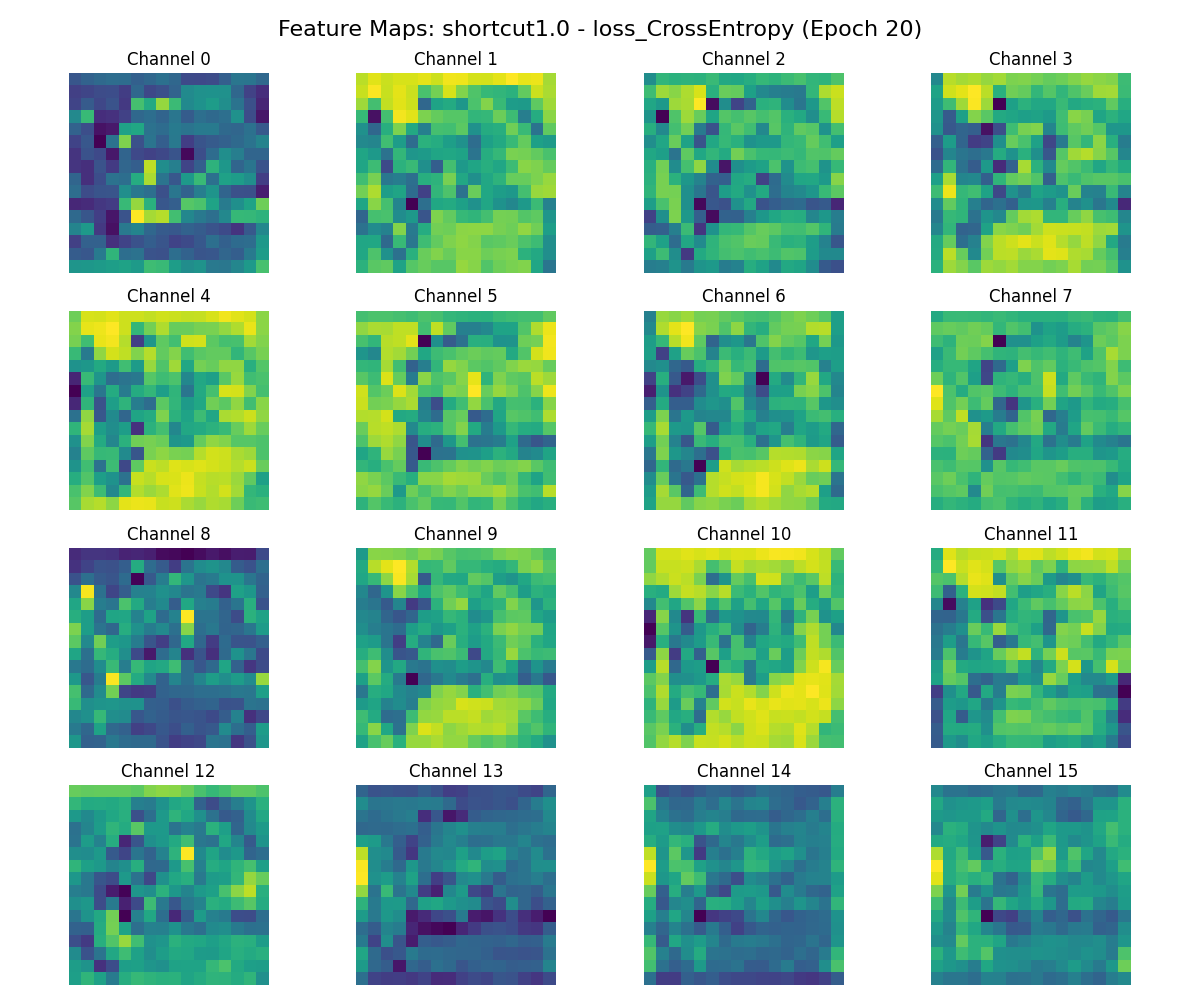 Feature Maps: shortcut1.0 - loss_CrossEntropy (Epoch 20)
Channel 0 Channel 1 Channel 2 Channel 3
Channel 4 Channel 5 Channel 6 Channel 7
Channel 8 Channel 9 Channel 10 Channel 11
Channel 12 Channel 13 Channel 14 Channel 15